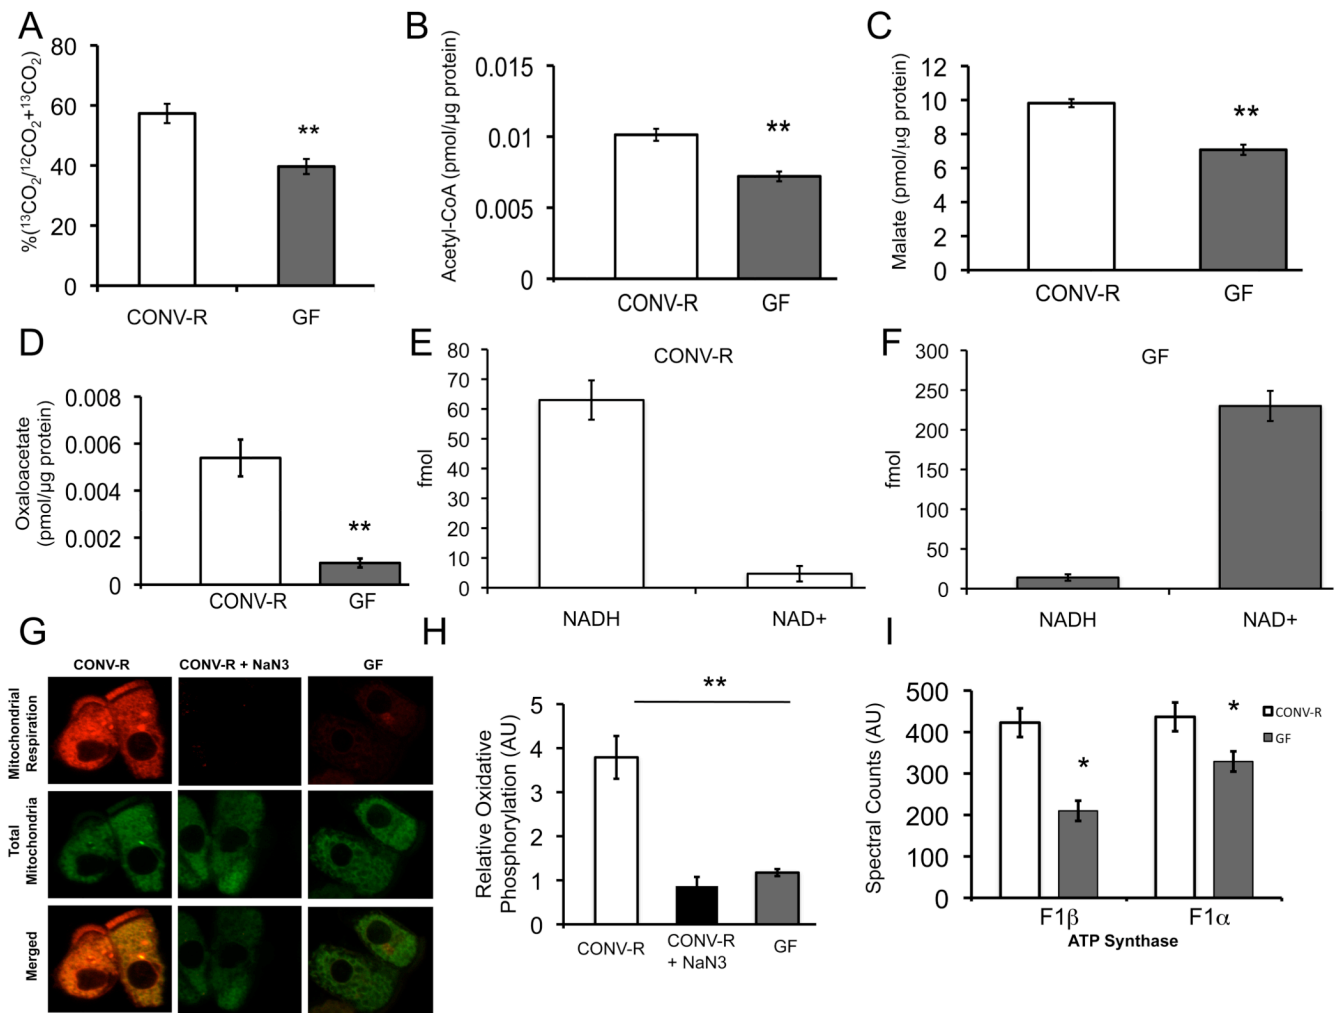 A
%(¹³CO₂/¹²CO₂+¹³CO₂)
80
60
40
20
0
**
CONV-R
GF
B
Acetyl-CoA (pmol/µg protein)
0.015
0.01
0.005
0
**
CONV-R
GF
C
Malate (pmol/µg protein)
12
10
8
6
4
2
0
**
CONV-R
GF
D
Oxaloacetate
(pmol/µg protein)
0.008
0.006
0.004
0.002
0
**
CONV-R
GF
E
CONV-R
fmol
80
70
60
50
40
30
20
10
0
NADH
NAD+
F
GF
fmol
300
250
200
150
100
50
0
NADH
NAD+
G
CONV-R
CONV-R + NaN3
GF
Mitochondrial
Respiration
Total
Mitochondria
Merged
H
Relative Oxidative
Phosphorylation (AU)
5
4
3
2
1
0
**
CONV-R
CONV-R
+ NaN3
GF
I
Spectral Counts (AU)
500
400
300
200
100
0
*
*
CONV-R
GF
F1β
F1α
ATP Synthase